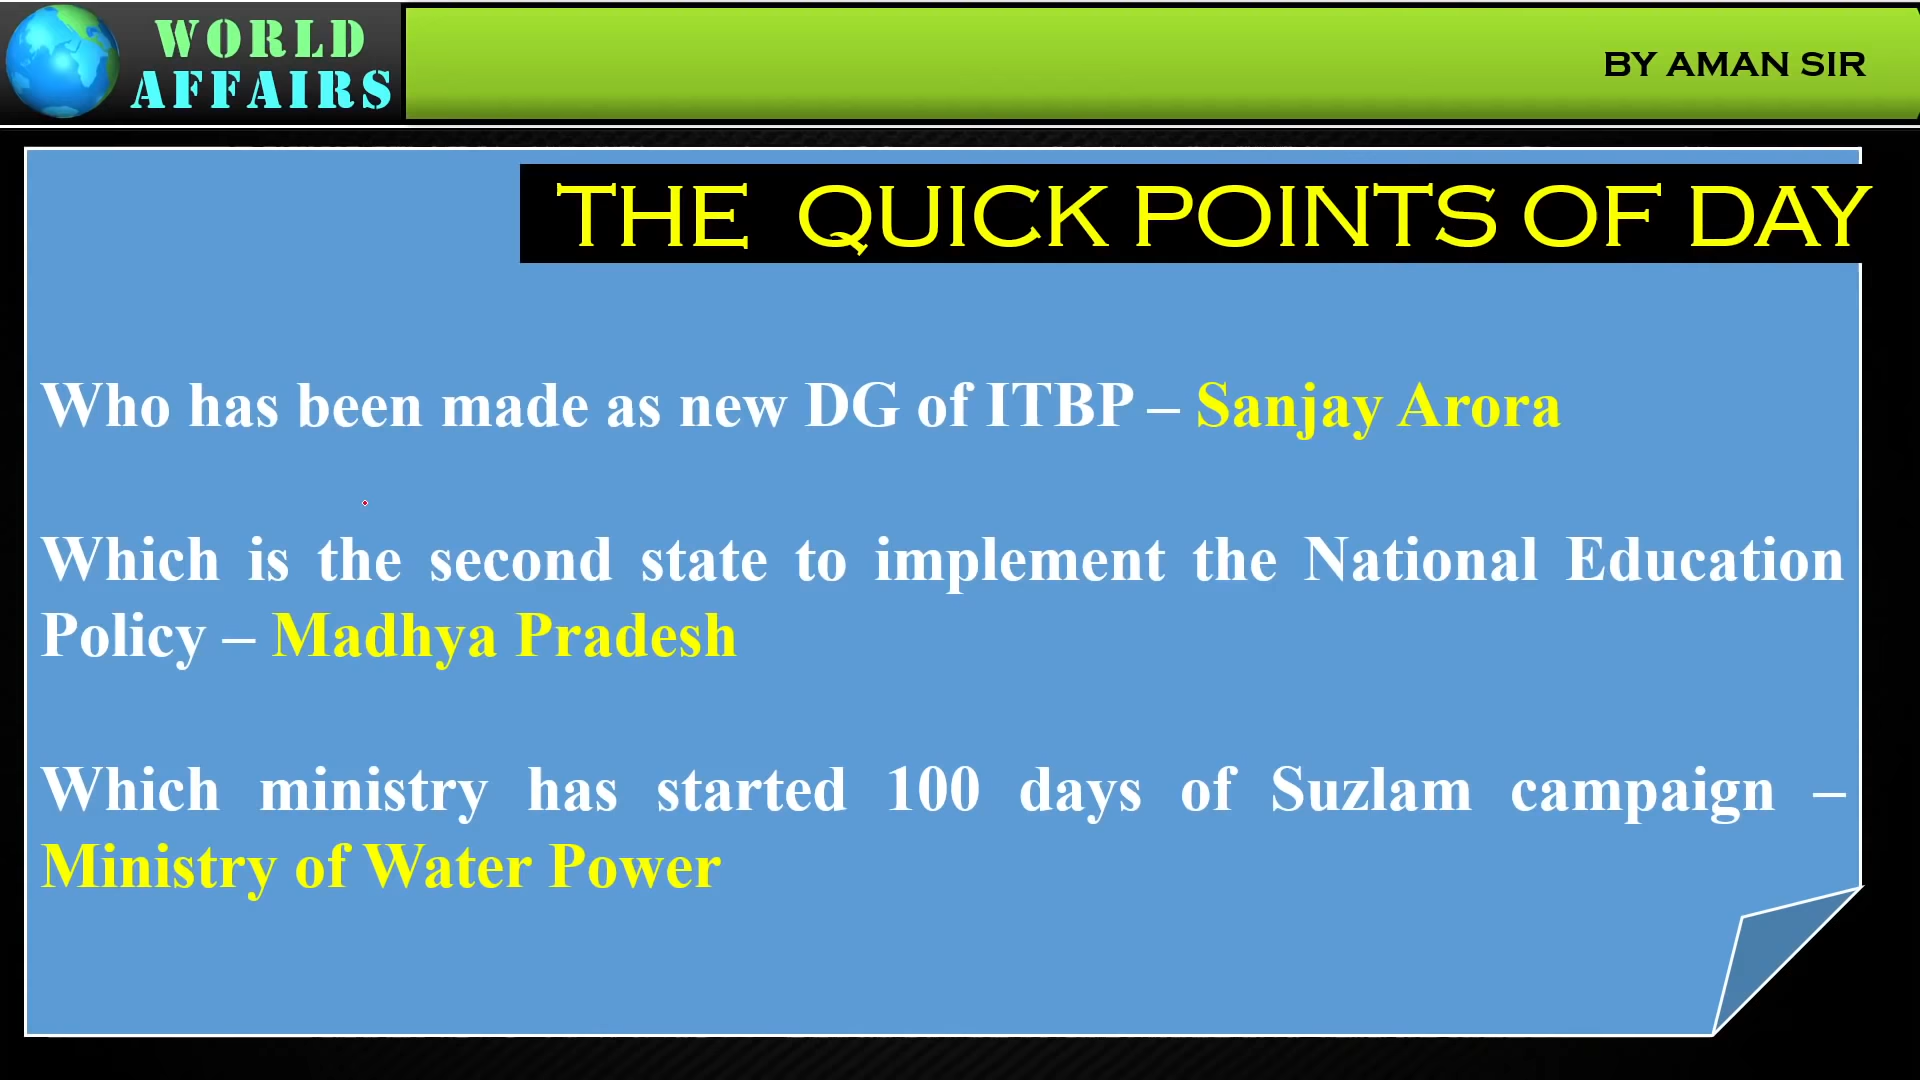 WORLD
AFFAIRS
BY AMAN SIR
THE QUICK POINTS OF DAY
Who has been made as new DG of ITBP – Sanjay Arora
Which is the second state to implement the National Education
Policy – Madhya Pradesh
Which ministry has started 100 days of Suzlam campaign –
Ministry of Water Power